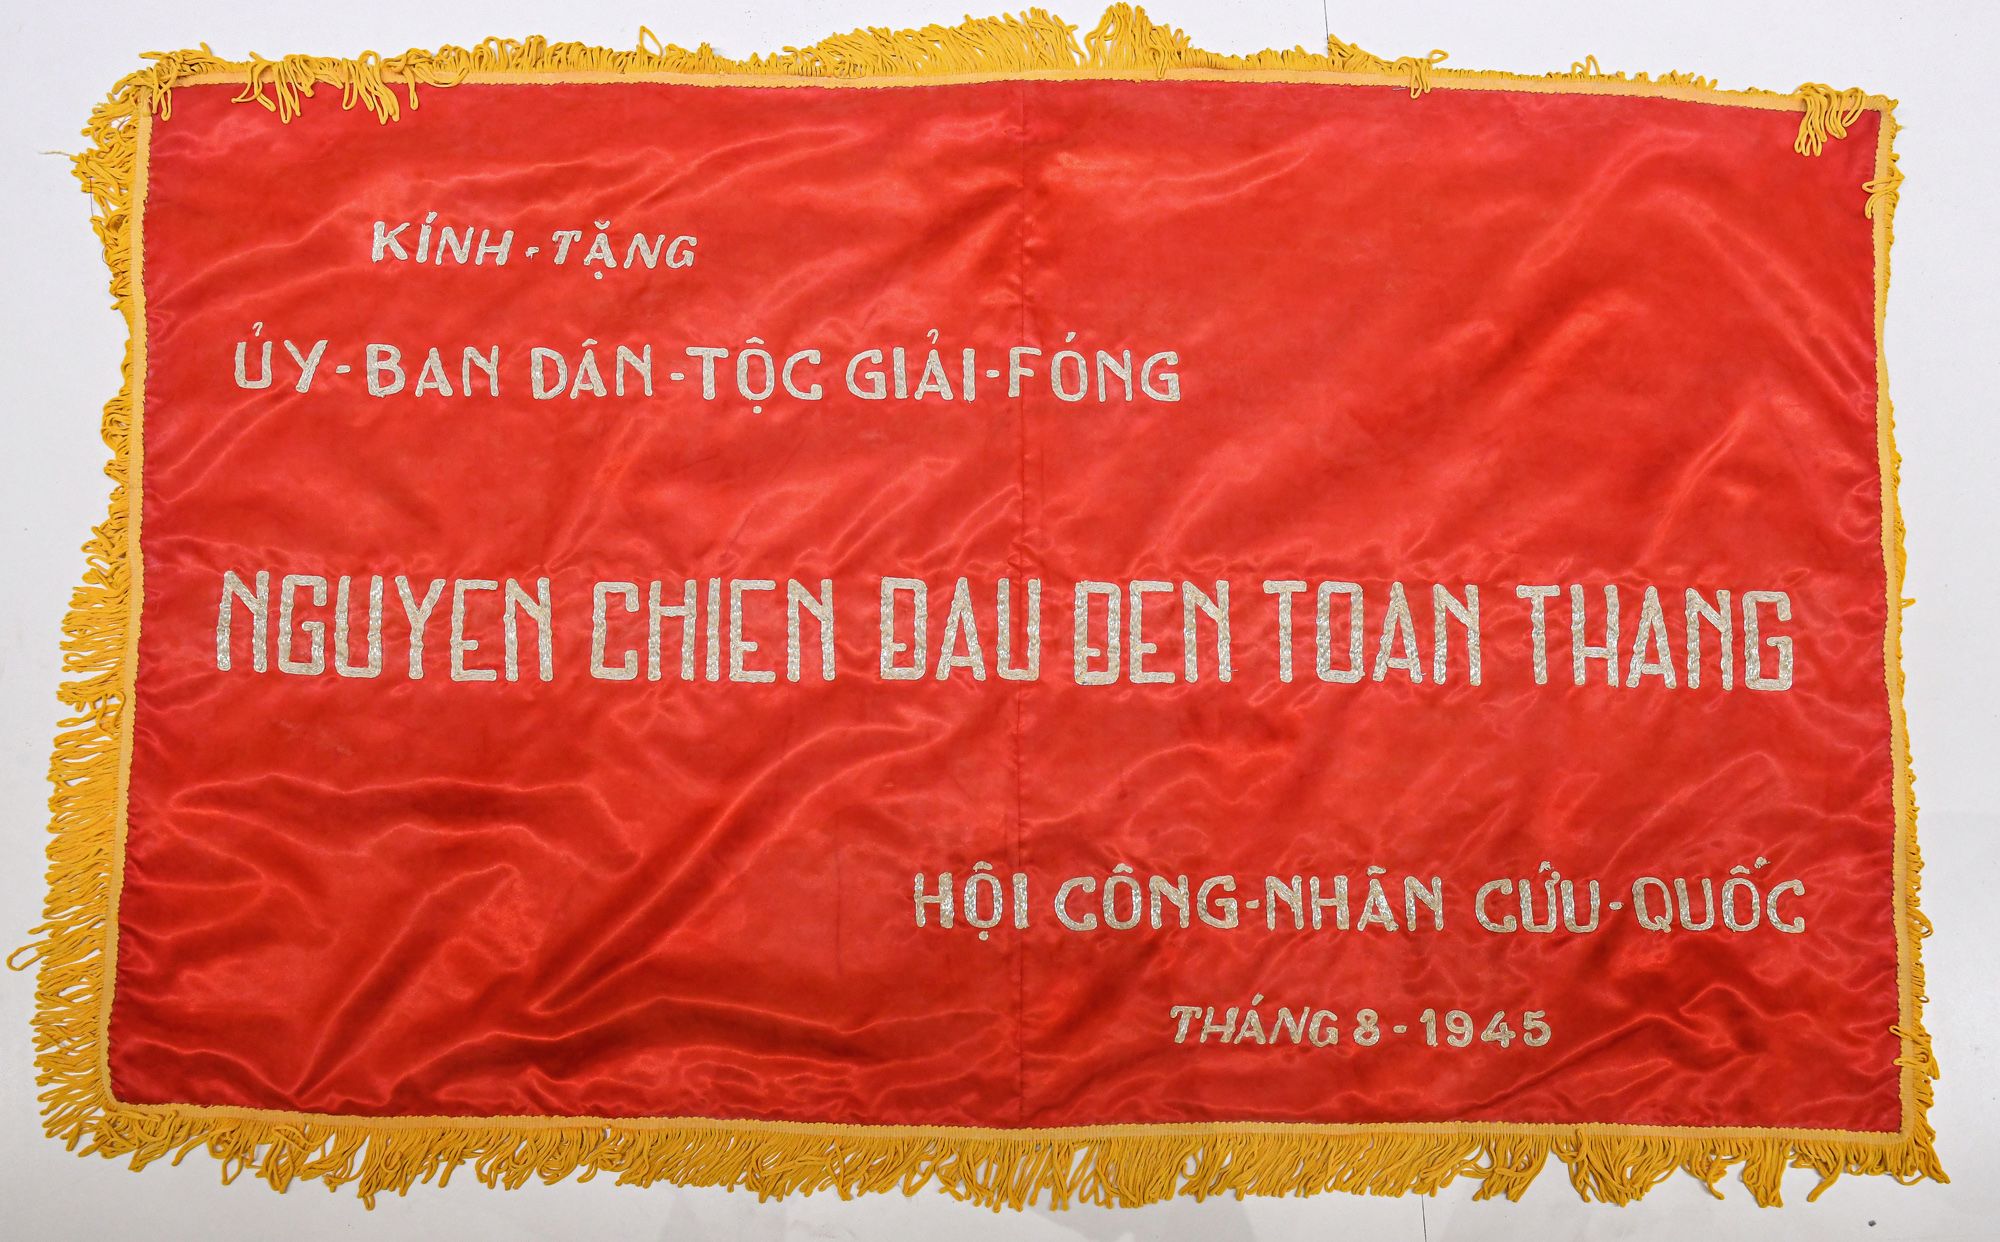 KÍNH-TẶNG
ỦY-BAN DÂN-TỘC GIẢI-FÓNG
NGUYEN CHIEN ĐAU ĐEN TOAN THANG
HỘI CÔNG-NHÂN CỨU-QUỐC
THÁNG 8-1945